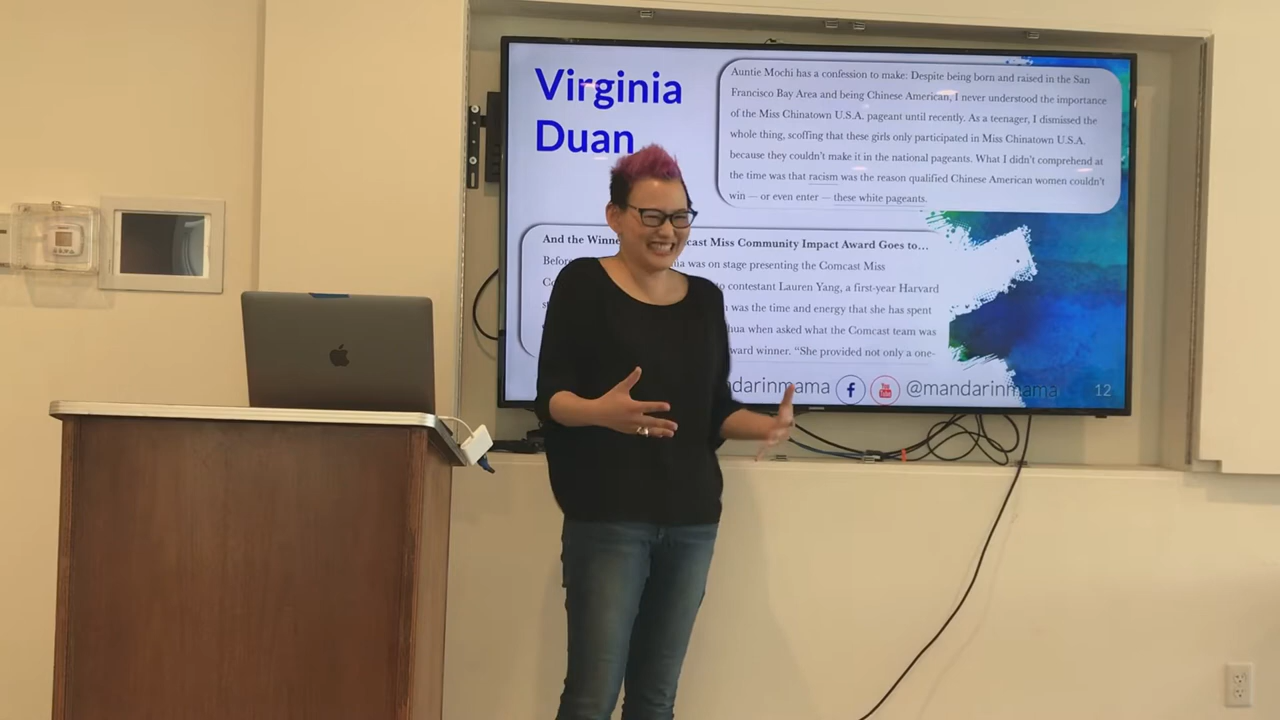 Virginia
Duan
Auntie Mochi has a confession to make: Despite being born and raised in the San
Francisco Bay Area and being Chinese American, I never understood the importance
of the Miss Chinatown U.S.A. pageant until recently. As a teenager, I dismissed the
whole thing, scoffing that these girls only participated in Miss Chinatown U.S.A.
because they couldn't make it in the national pageants. What I didn't comprehend at
the time was that racism was the reason qualified Chinese American women couldn't
win — or even enter — these white pageants.
And the Winne cast Miss Community Impact Award Goes to...
Before was on stage presenting the Comcast Miss
to contestant Lauren Yang, a first-year Harvard
was the time and energy that she has spent
hua when asked what the Comcast team was
ward winner. "She provided not only a one-
darinmama f You Tube @mandarinmama 12